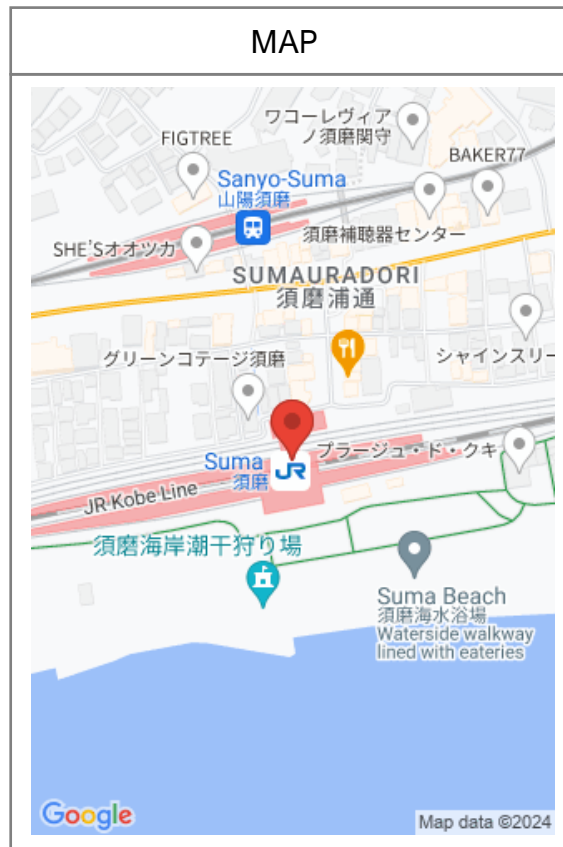 MAP
ワコーレヴィア
ノ須磨関守
FIGTREE
BAKER77
Sanyo-Suma
山陽須磨
須磨補聴器センター
SHE'Sオオツカ
SUMAURADORI
須磨浦通
グリーンコテージ須磨
シャインスリー
プラージュ・ド・クキ
Suma
須磨
JR
JR Kobe Line
須磨海岸潮干狩り場
Suma Beach
須磨海水浴場
Waterside walkway
lined with eateries
Google
Map data ©2024